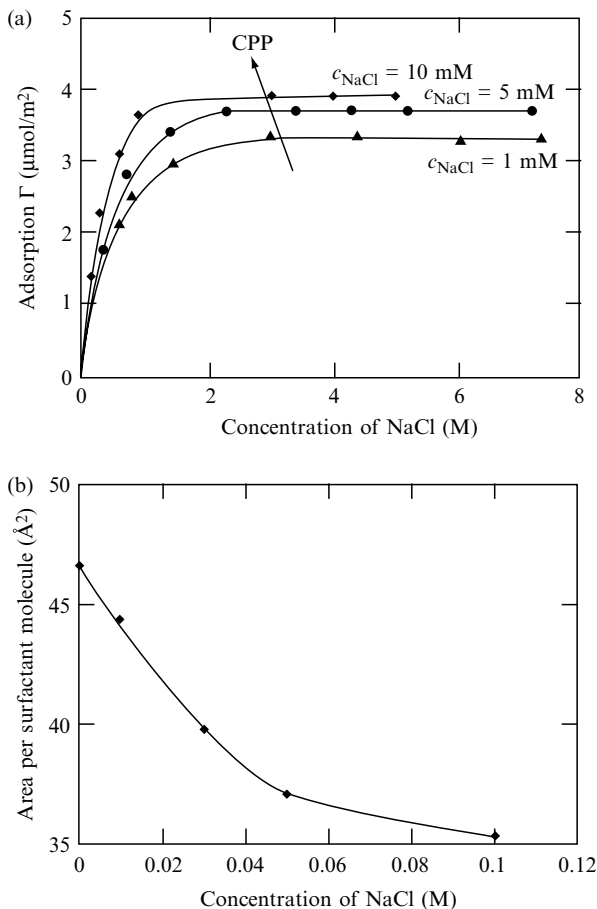 (a)
5
4
3
2
1
0
Adsorption Γ (μmol/m²)
CPP
c_NaCl = 10 mM
c_NaCl = 5 mM
c_NaCl = 1 mM
0 2 4 6 8
Concentration of NaCl (M)
(b)
50
45
40
35
Area per surfactant molecule (Å²)
0 0.02 0.04 0.06 0.08 0.1 0.12
Concentration of NaCl (M)